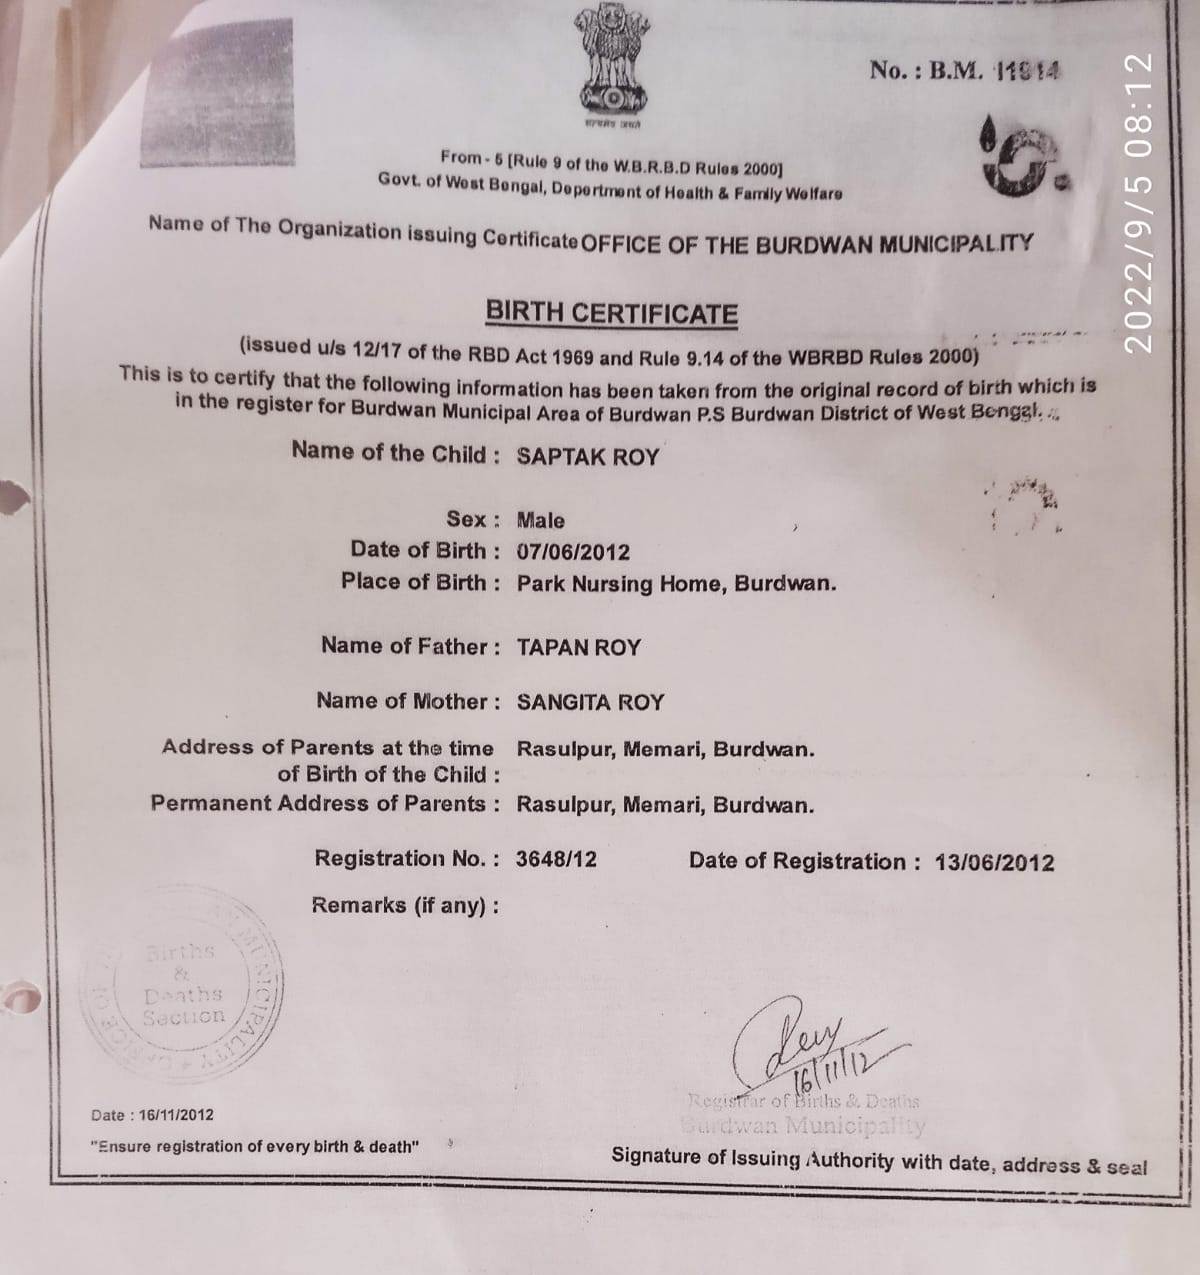 No. : B.M. 11814
From - 5 [Rule 9 of the W.B.R.B.D Rules 2000]
Govt. of West Bengal, Depertment of Health & Family Welfare
Name of The Organization issuing Certificate OFFICE OF THE BURDWAN MUNICIPALITY
BIRTH CERTIFICATE
(issued u/s 12/17 of the RBD Act 1969 and Rule 9.14 of the WBRBD Rules 2000)
This is to certify that the following information has been taken from the original record of birth which is
in the register for Burdwan Municipal Area of Burdwan P.S Burdwan District of West Bengal.
Name of the Child : SAPTAK ROY
Sex : Male
Date of Birth : 07/06/2012
Place of Birth : Park Nursing Home, Burdwan.
Name of Father : TAPAN ROY
Name of Mother : SANGITA ROY
Address of Parents at the time Rasulpur, Memari, Burdwan.
of Birth of the Child :
Permanent Address of Parents : Rasulpur, Memari, Burdwan.
Registration No. : 3648/12 Date of Registration : 13/06/2012
Remarks (if any) :
Births
&
Deaths
Section
MUNICIPALITY
16/11/12
Registrar of Births & Deaths
Burdwan Municipality
Date : 16/11/2012
"Ensure registration of every birth & death"
Signature of Issuing Authority with date, address & seal
2022/9/5 08:12